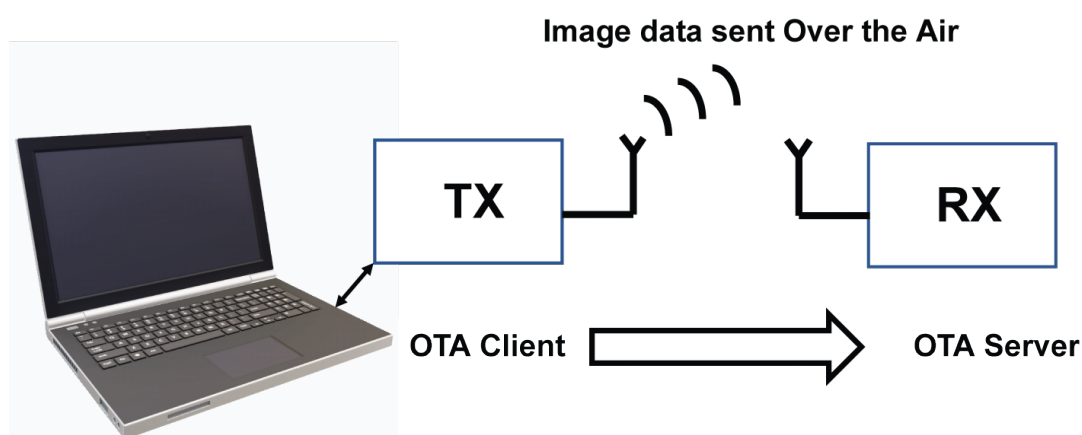 Image data sent Over the Air
TX
RX
OTA Client
OTA Server